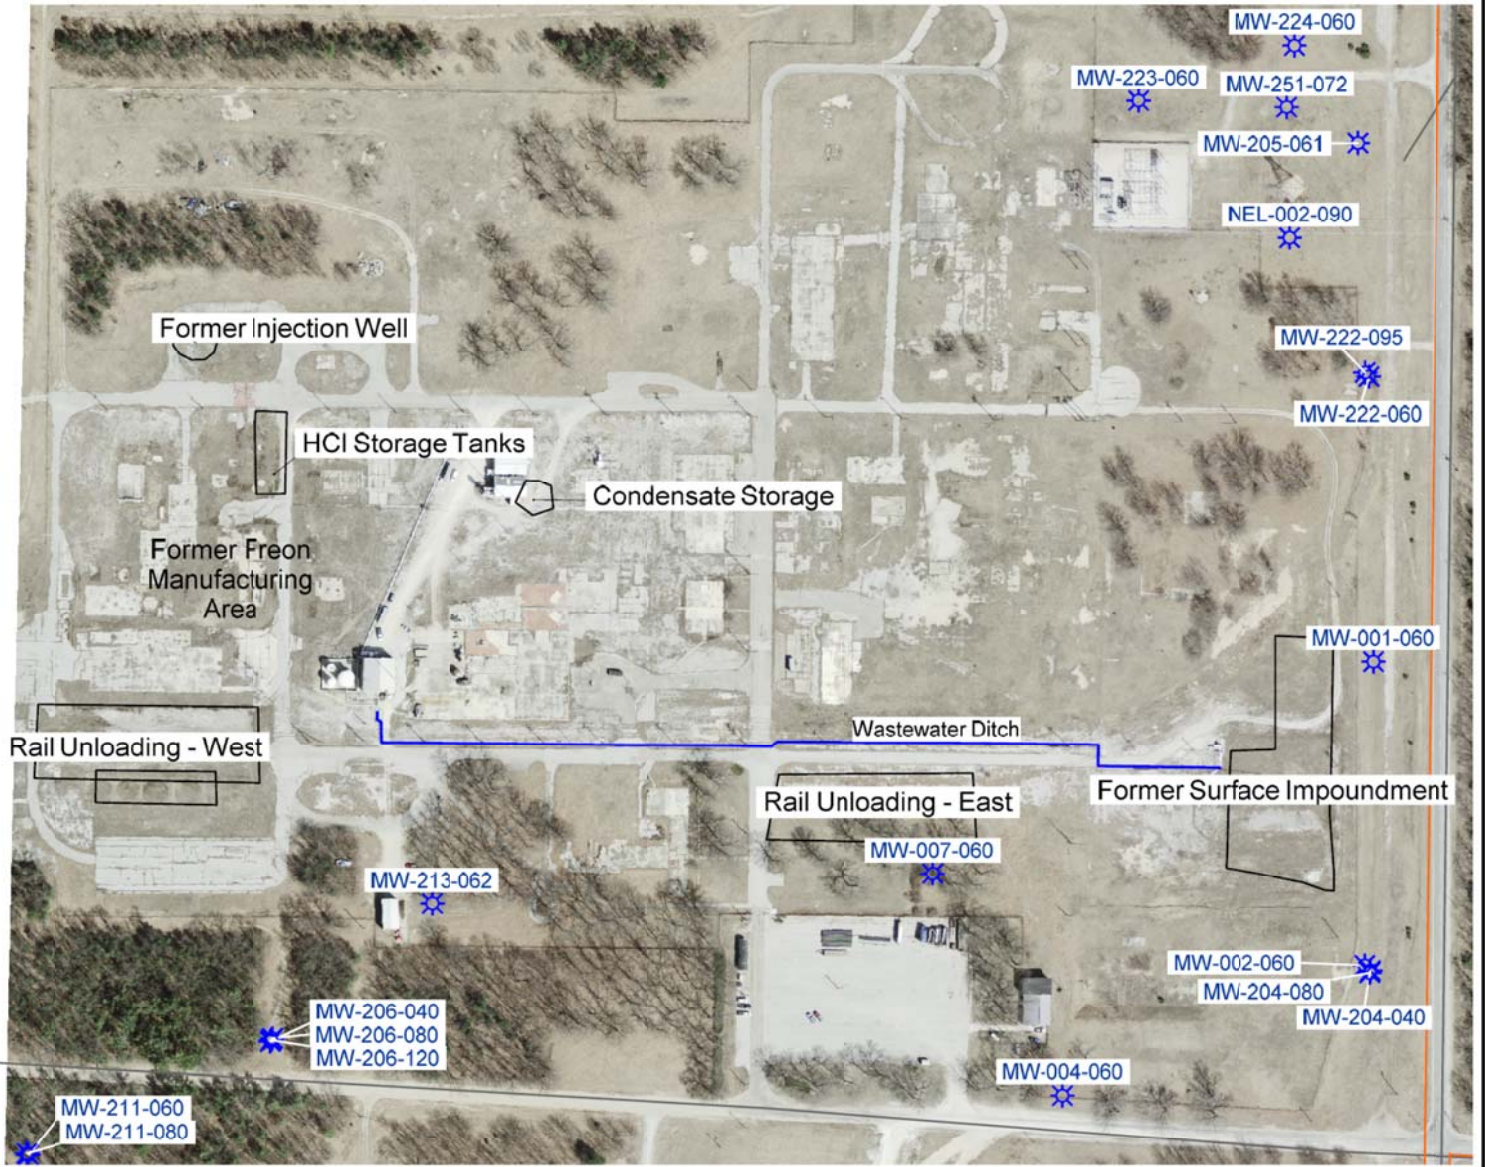 MW-224-060
MW-223-060
MW-251-072
MW-205-061
NEL-002-090
Former Injection Well
MW-222-095
MW-222-060
HCl Storage Tanks
Condensate Storage
Former Freon
Manufacturing
Area
MW-001-060
Wastewater Ditch
Rail Unloading - West
Former Surface Impoundment
Rail Unloading - East
MW-007-060
MW-213-062
MW-002-060
MW-204-080
MW-204-040
MW-206-040
MW-206-080
MW-206-120
MW-004-060
MW-211-060
MW-211-080